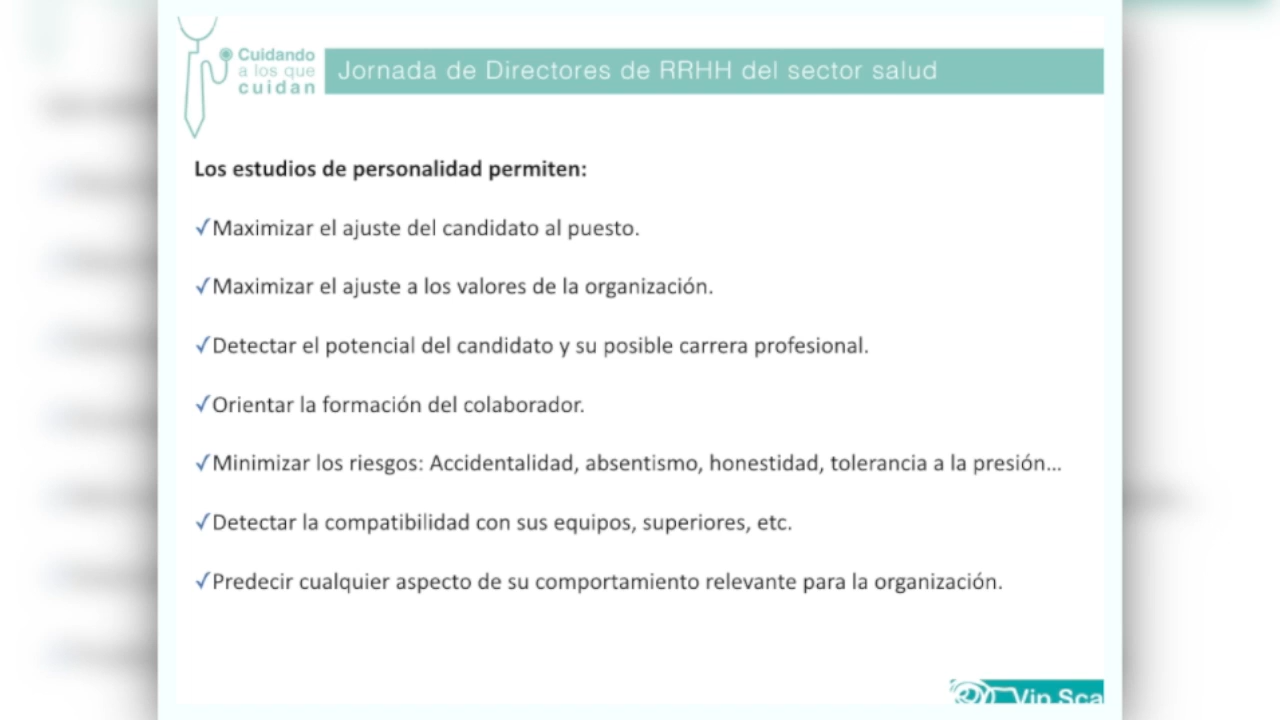 Cuidando
a los que
cuidan
Jornada de Directores de RRHH del sector salud
Los estudios de personalidad permiten:
✓Maximizar el ajuste del candidato al puesto.
✓Maximizar el ajuste a los valores de la organización.
✓Detectar el potencial del candidato y su posible carrera profesional.
✓Orientar la formación del colaborador.
✓Minimizar los riesgos: Accidentalidad, absentismo, honestidad, tolerancia a la presión...
✓Detectar la compatibilidad con sus equipos, superiores, etc.
✓Predecir cualquier aspecto de su comportamiento relevante para la organización.
Vip Sca